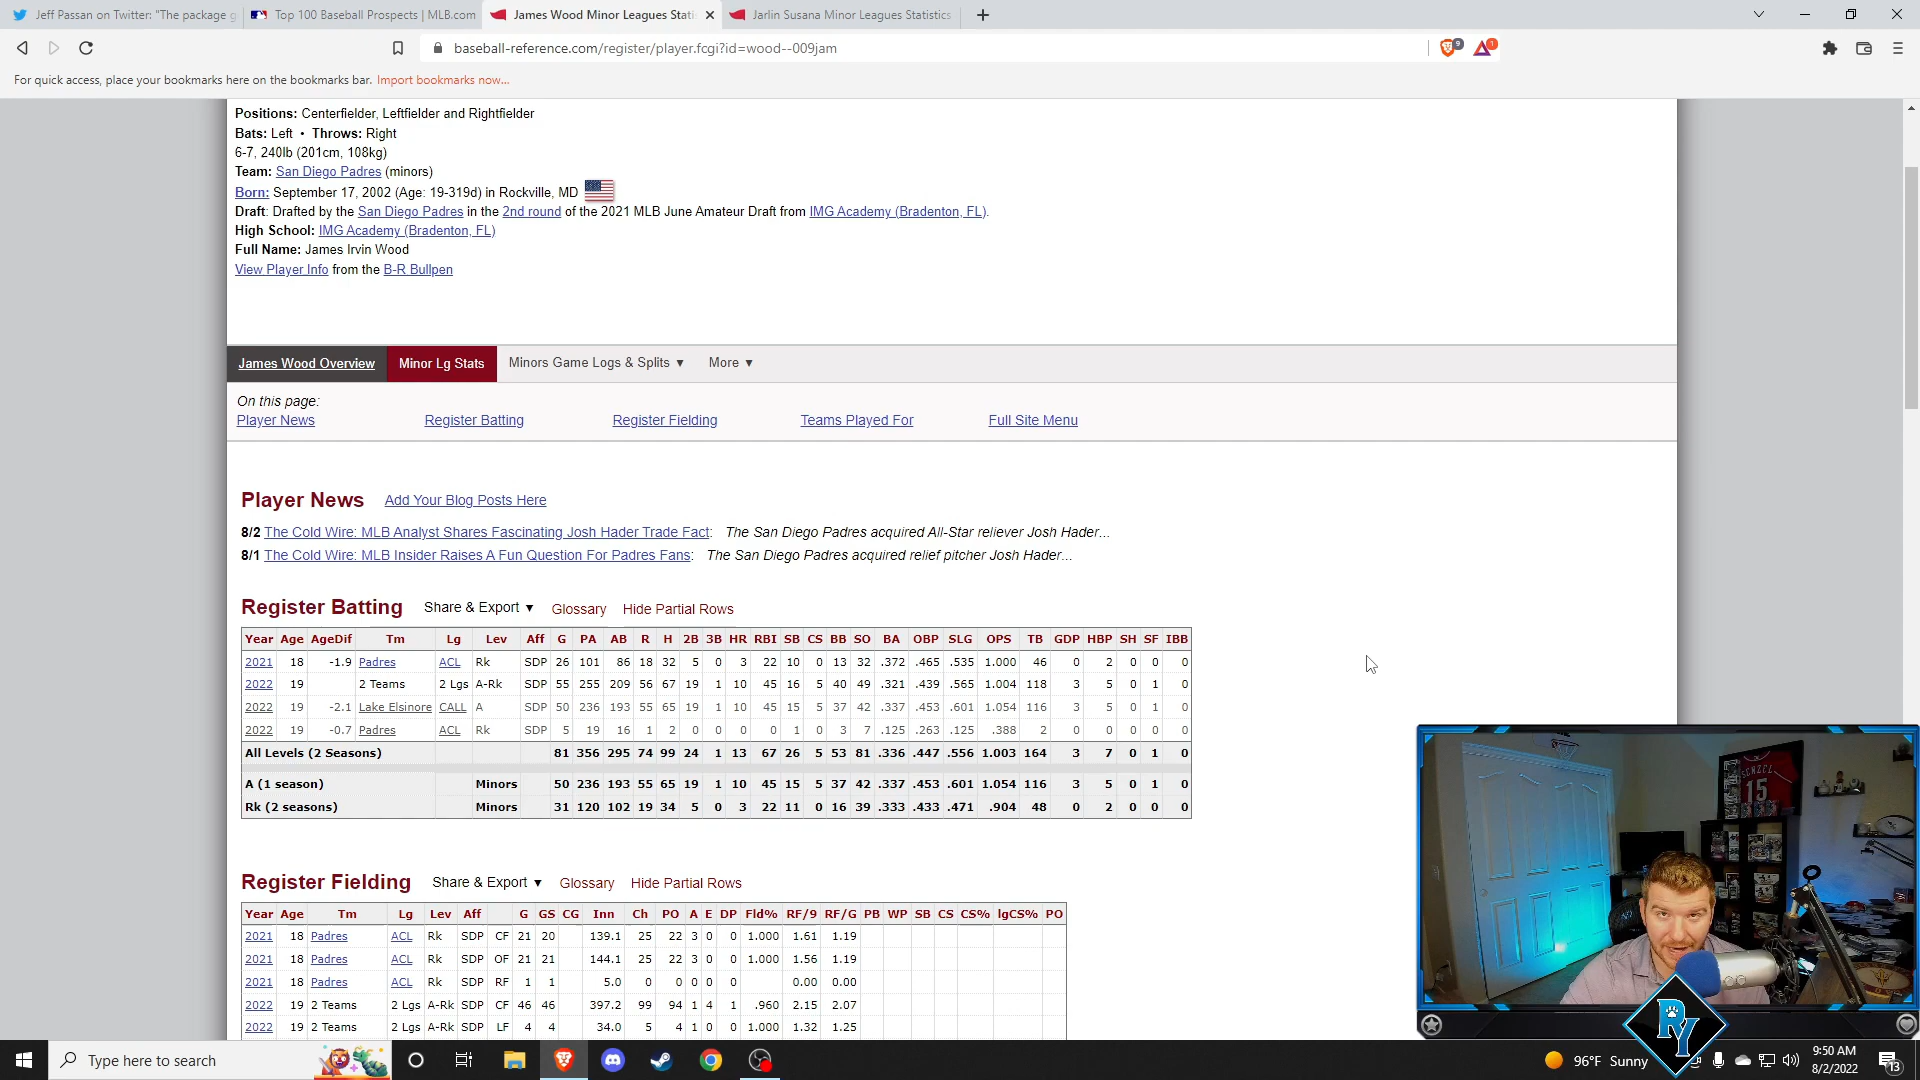 Jeff Passan on Twitter: "The package g
Top 100 Baseball Prospects | MLB.com
James Wood Minor Leagues Stati
Jarlin Susana Minor Leagues Statistics
baseball-reference.com/register/player.fcgi?id=wood--009jam
9
1
For quick access, place your bookmarks here on the bookmarks bar. Import bookmarks now...
Positions: Centerfielder, Leftfielder and Rightfielder
Bats: Left • Throws: Right
6-7, 240lb (201cm, 108kg)
Team: San Diego Padres (minors)
Born: September 17, 2002 (Age: 19-319d) in Rockville, MD
Draft: Drafted by the San Diego Padres in the 2nd round of the 2021 MLB June Amateur Draft from IMG Academy (Bradenton, FL).
High School: IMG Academy (Bradenton, FL)
Full Name: James Irvin Wood
View Player Info from the B-R Bullpen
James Wood Overview Minor Lg Stats Minors Game Logs & Splits ▼ More ▼
On this page:
Player News Register Batting Register Fielding Teams Played For Full Site Menu
Player News Add Your Blog Posts Here
8/2 The Cold Wire: MLB Analyst Shares Fascinating Josh Hader Trade Fact: The San Diego Padres acquired All-Star reliever Josh Hader...
8/1 The Cold Wire: MLB Insider Raises A Fun Question For Padres Fans: The San Diego Padres acquired relief pitcher Josh Hader...
Register Batting Share & Export ▼ Glossary Hide Partial Rows
Year Age AgeDif Tm Lg Lev Aff G PA AB R H 2B 3B HR RBI SB CS BB SO BA OBP SLG OPS TB GDP HBP SH SF IBB
2021 18 -1.9 Padres ACL Rk SDP 26 101 86 18 32 5 0 3 22 10 0 13 32 .372 .465 .535 1.000 46 0 2 0 0 0
2022 19 2 Teams 2 Lgs A-Rk SDP 55 255 209 56 67 19 1 10 45 16 5 40 49 .321 .439 .565 1.004 118 3 5 0 1 0
2022 19 -2.1 Lake Elsinore CALL A SDP 50 236 193 55 65 19 1 10 45 15 5 37 42 .337 .453 .601 1.054 116 3 5 0 1 0
2022 19 -0.7 Padres ACL Rk SDP 5 19 16 1 2 0 0 0 0 1 0 3 7 .125 .263 .125 .388 2 0 0 0 0 0
All Levels (2 Seasons) 81 356 295 74 99 24 1 13 67 26 5 53 81 .336 .447 .556 1.003 164 3 7 0 1 0
A (1 season) Minors 50 236 193 55 65 19 1 10 45 15 5 37 42 .337 .453 .601 1.054 116 3 5 0 1 0
Rk (2 seasons) Minors 31 120 102 19 34 5 0 3 22 11 0 16 39 .333 .433 .471 .904 48 0 2 0 0 0
Register Fielding Share & Export ▼ Glossary Hide Partial Rows
Year Age Tm Lg Lev Aff G GS CG Inn Ch PO A E DP Fld% RF/9 RF/G PB WP SB CS CS% lgCS% PO
2021 18 Padres ACL Rk SDP CF 21 20 139.1 25 22 3 0 0 1.000 1.61 1.19
2021 18 Padres ACL Rk SDP OF 21 21 144.1 25 22 3 0 0 1.000 1.56 1.19
2021 18 Padres ACL Rk SDP RF 1 1 5.0 0 0 0 0 0 0.00 0.00
2022 19 2 Teams 2 Lgs A-Rk SDP CF 46 46 397.2 99 94 1 4 1 .960 2.15 2.07
2022 19 2 Teams 2 Lgs A-Rk SDP LF 4 4 34.0 5 4 1 0 0 1.000 1.32 1.25
SENZEL
15
RY
Type here to search
96°F Sunny
9:50 AM
8/2/2022
13